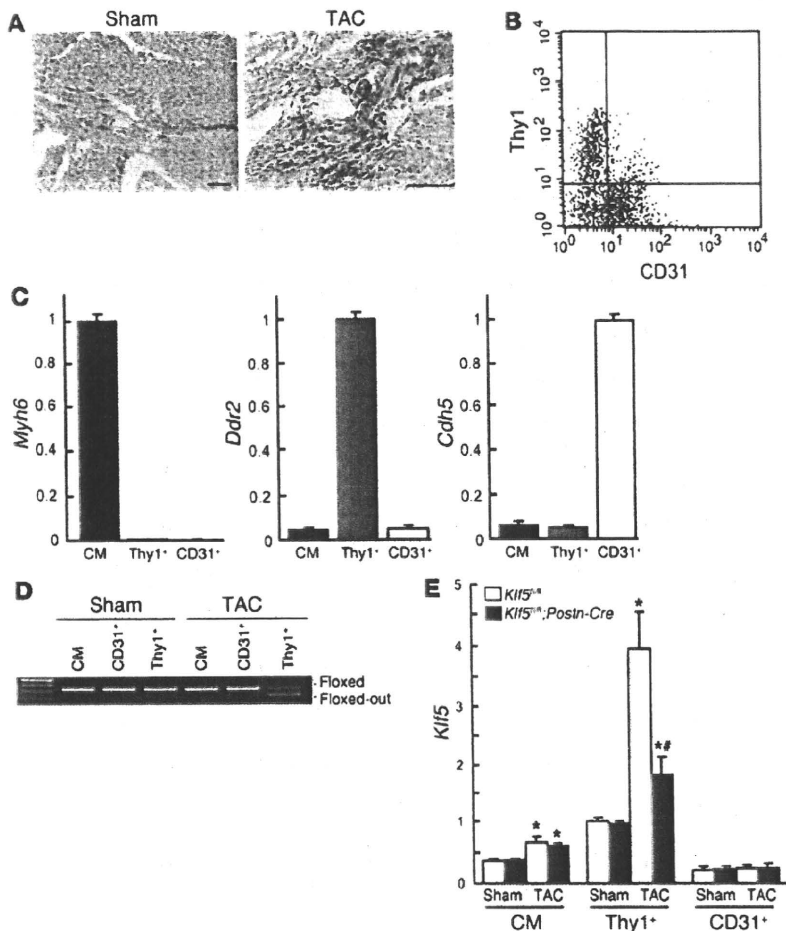 A
Sham
TAC
B
Thy1
10⁴
10³
10²
10¹
10⁰
10⁰ 10¹ 10² 10³ 10⁴
CD31
C
Myh6
1
0.8
0.6
0.4
0.2
0
CM Thy1⁺ CD31⁺
Ddr2
1
0.8
0.6
0.4
0.2
0
CM Thy1⁺ CD31⁺
Cdh5
1
0.8
0.6
0.4
0.2
0
CM Thy1⁺ CD31⁺
D
Sham TAC
CM CD31⁺ Thy1⁺ CM CD31⁺ Thy1⁺
Floxed
Floxed-out
E
Klf5
5
4
3
2
1
0
Klf5fl/fl
Klf5fl/fl;Postn-Cre
* * * *#
Sham TAC Sham TAC Sham TAC
CM Thy1⁺ CD31⁺